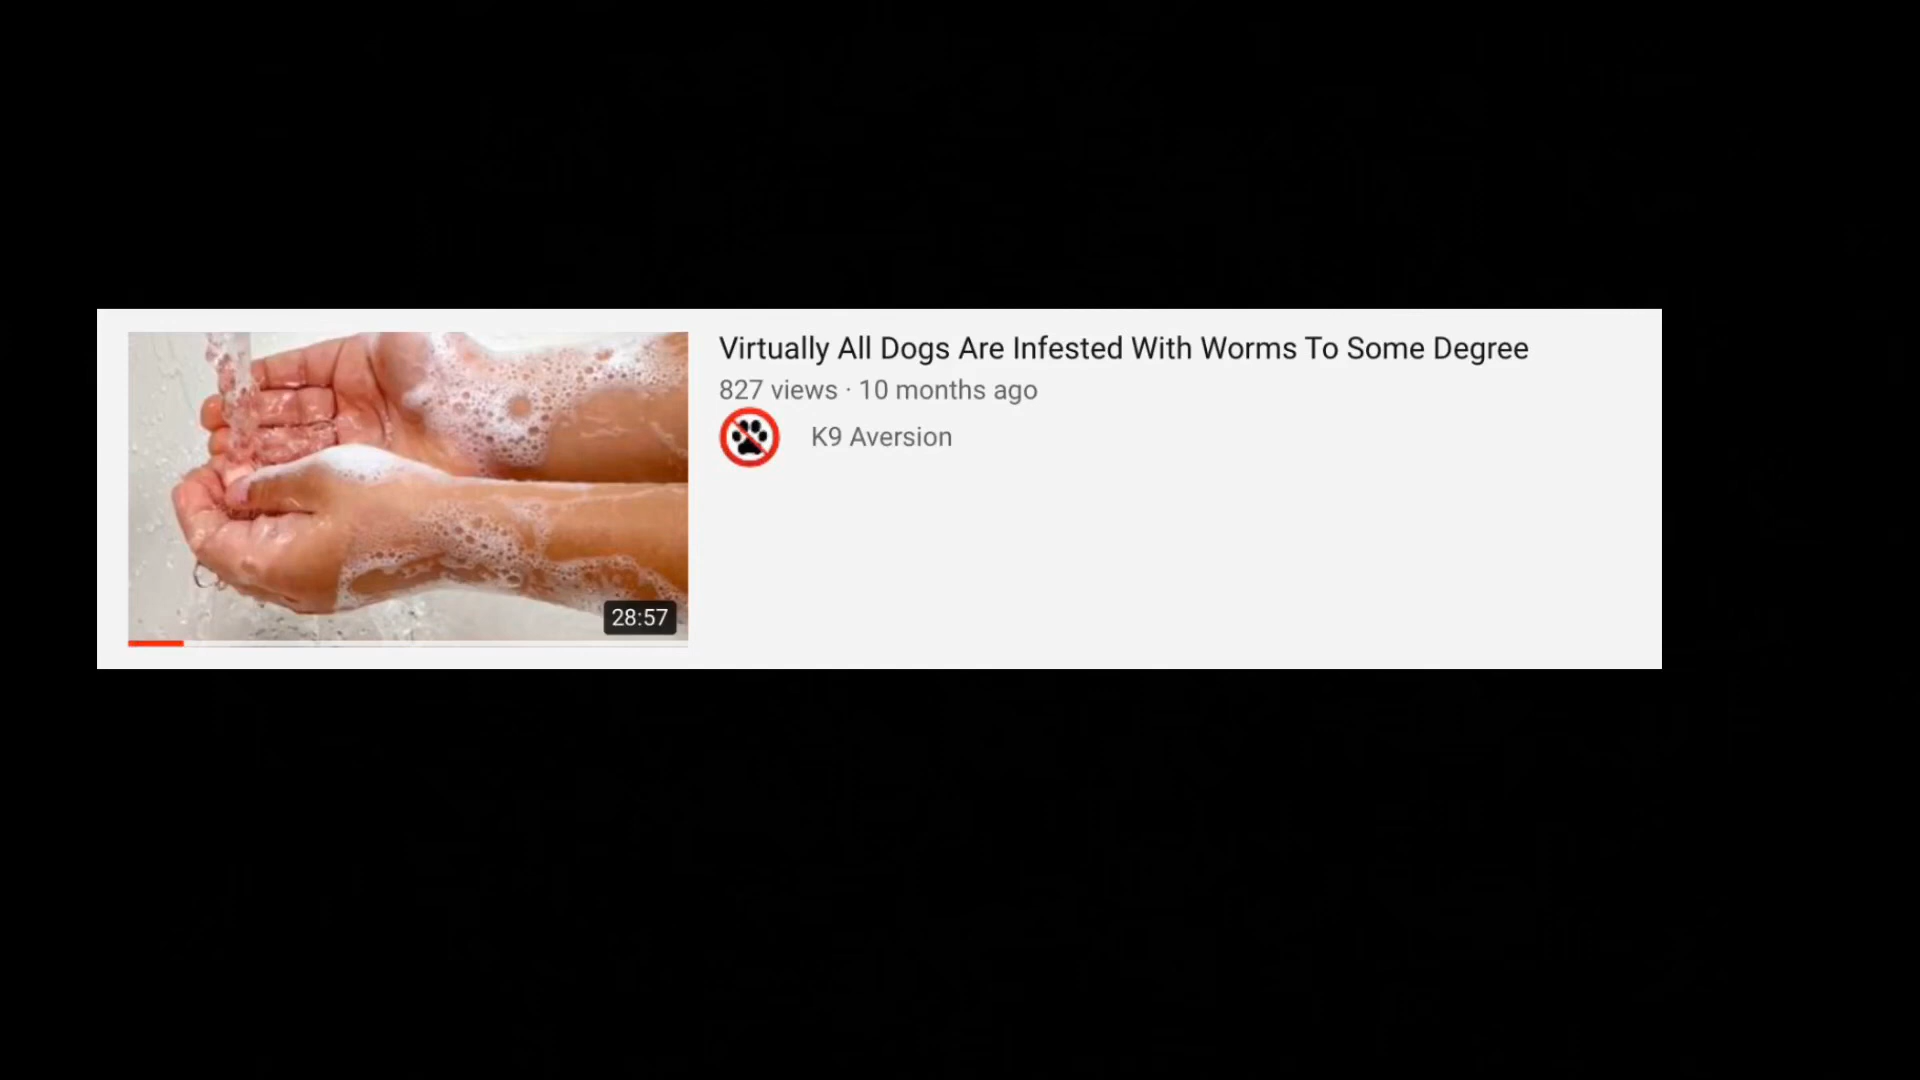 Virtually All Dogs Are Infested With Worms To Some Degree
827 views · 10 months ago
K9 Aversion
28:57